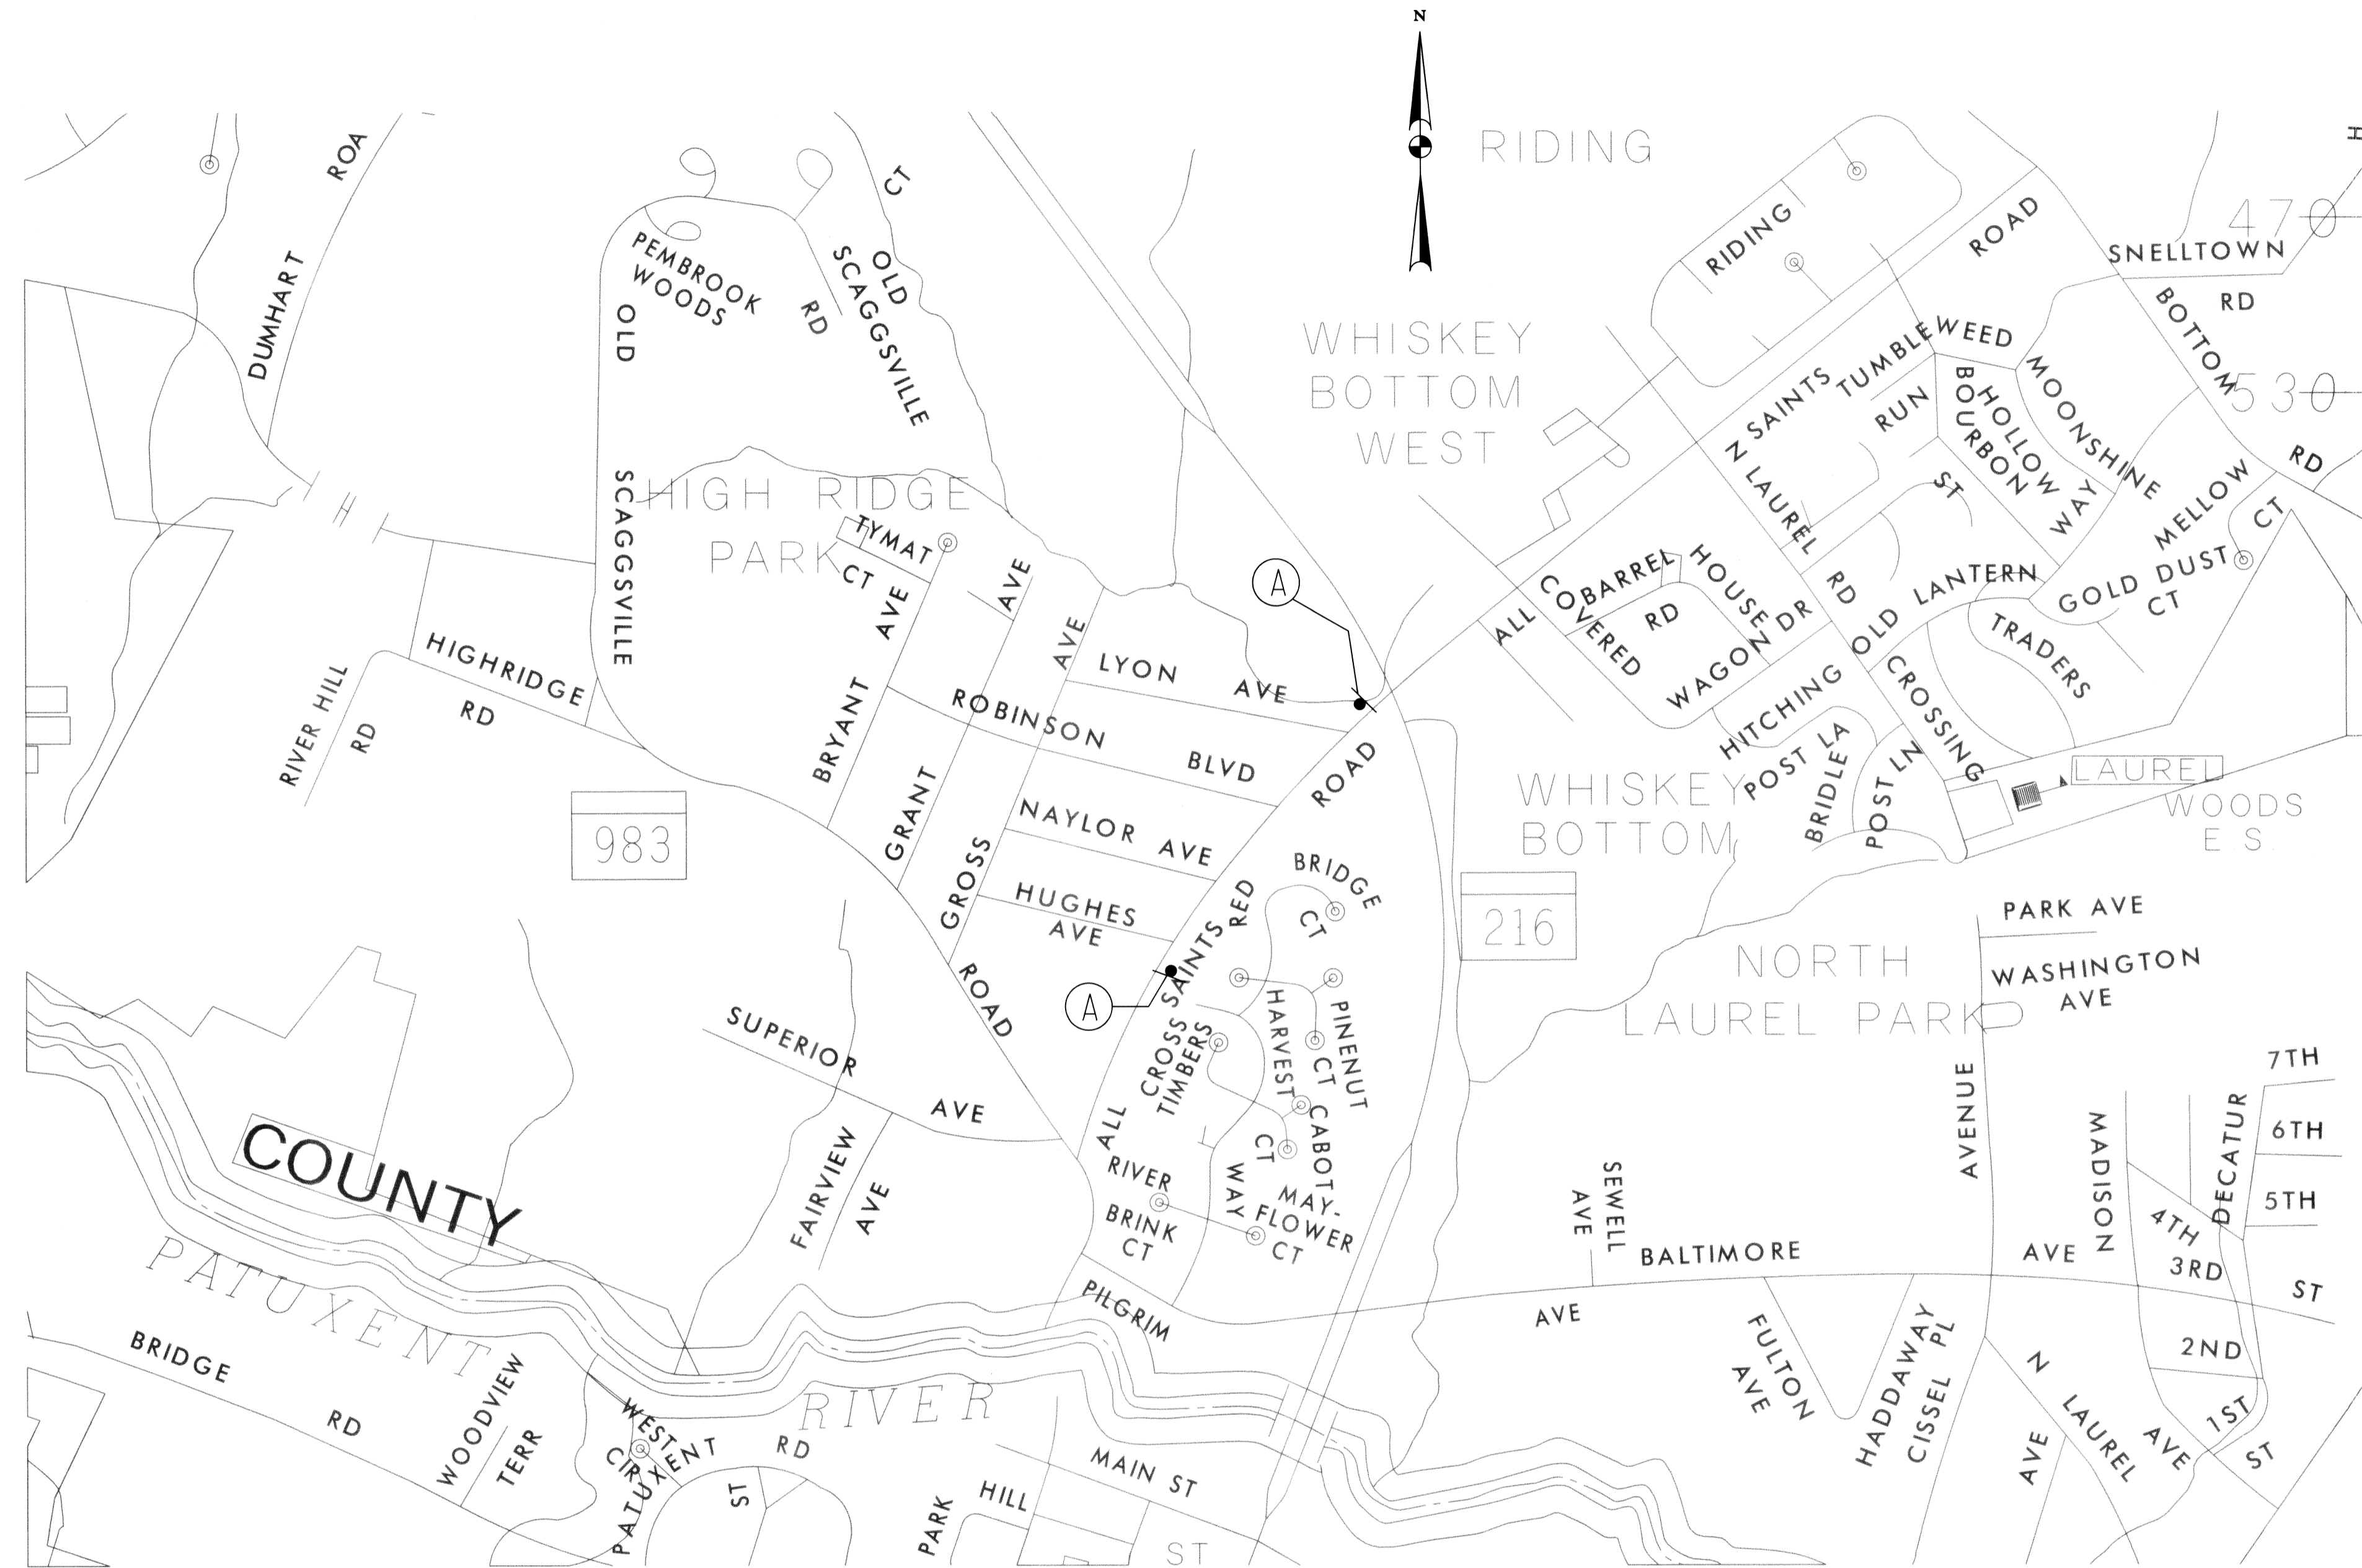 N
RIDING
H
DUMHART
ROA
CT
RIDING
ROAD
470
SNELLTOWN
RD
PEMBROOK
WOODS
OLD
RD
OLD
SCAGGSVILLE
BOTTOM
WHISKEY
BOTTOM
WEST
TUMBLEWEED
RUN
530
SAINTS
BOURBON
HOLLOW
WAY
MOONSHINE
N LAUREL
RD
ST
MELLOW
CT
RD
SCAGGSVILLE
HIGH RIDGE
PARK
TYMAT
CT
AVE
AVE
AVE
A
COVERED
BARREL
HOUSE
RD
WAGON DR
ALL
OLD LANTERN
GOLD DUST
CT
TRADERS
CROSSING
HITCHING
POST LA
BRIDLE
POST LN
HIGHRIDGE
RD
RIVER HILL
RD
LYON AVE
ROBINSON BLVD
BRYANT
GRANT
GROSS
NAYLOR AVE
HUGHES
AVE
ROAD
WHISKEY
BOTTOM
LAUREL
WOODS
E S
983
216
BRIDGE
CT
RED
SAINTS
A
ROAD
PARK AVE
NORTH
LAUREL PARK
WASHINGTON
AVE
SUPERIOR
AVE
CROSS
TIMBERS
HARVEST
CT
PINENUT
CT
CABOT
ALL
RIVER
BRINK
CT
WAY
MAY-
FLOWER
CT
FAIRVIEW
AVE
COUNTY
AVENUE
MADISON
DECATUR
7TH
6TH
5TH
4TH
3RD
ST
2ND
1ST
ST
SEWELL
AVE
BALTIMORE
AVE
PILGRIM
AVE
FULTON
AVE
HADDAWAY
PL
CISSEL
AVE
N LAUREL
AVE
PATUXENT
RIVER
BRIDGE
RD
WOODVIEW
TERR
WEST
CIR
PATUXENT
RD
ST
PARK
HILL
MAIN ST
ST